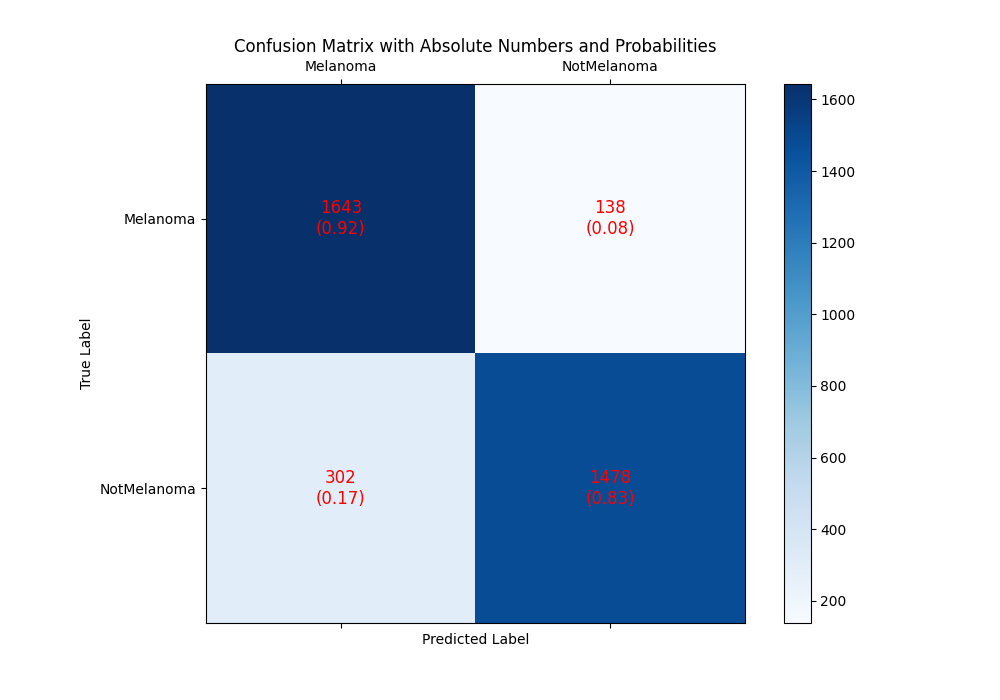 Confusion Matrix with Absolute Numbers and Probabilities
Melanoma NotMelanoma
1600
1400
1200
1000
800
600
400
200
True Label
Melanoma
1643
(0.92)
138
(0.08)
NotMelanoma
302
(0.17)
1478
(0.83)
Predicted Label